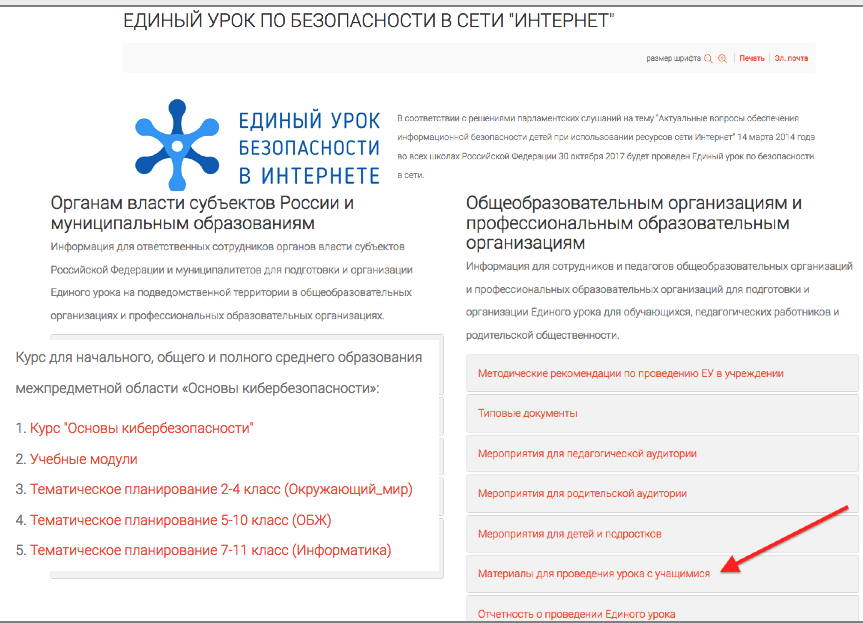 ЕДИНЫЙ УРОК ПО БЕЗОПАСНОСТИ В СЕТИ "ИНТЕРНЕТ"
размер шрифта
Печать
Эл. почта
ЕДИНЫЙ УРОК
БЕЗОПАСНОСТИ
В ИНТЕРНЕТЕ
В соответствии с решениями парламентских слушаний на тему "Актуальные вопросы обеспечения
информационной безопасности детей при использовании ресурсов сети Интернет" 14 марта 2014 года
во всех школах Российской Федерации 30 октября 2017 будет проведен Единый урок по безопасности
в сети.
Органам власти субъектов России и
муниципальным образованиям
Информация для ответственных сотрудников органов власти субъектов
Российской Федерации и муниципалитетов для подготовки и организации
Единого урока на подведомственной территории в общеобразовательных
организациях и профессиональных образовательных организациях.
Курс для начального, общего и полного среднего образования
межпредметной области «Основы кибербезопасности»:
1. Курс "Основы кибербезопасности"
2. Учебные модули
3. Тематическое планирование 2-4 класс (Окружающий_мир)
4. Тематическое планирование 5-10 класс (ОБЖ)
5. Тематическое планирование 7-11 класс (Информатика)
Общеобразовательным организациям и
профессиональным образовательным
организациям
Информация для сотрудников и педагогов общеобразовательных организаций
и профессиональных образовательных организаций для подготовки и
организации Единого урока для обучающихся, педагогических работников и
родительской общественности.
Методические рекомендации по проведению ЕУ в учреждении
Типовые документы
Мероприятия для педагогической аудитории
Мероприятия для родительской аудитории
Мероприятия для детей и подростков
Материалы для проведения урока с учащимися
Отчетность о проведении Единого урока